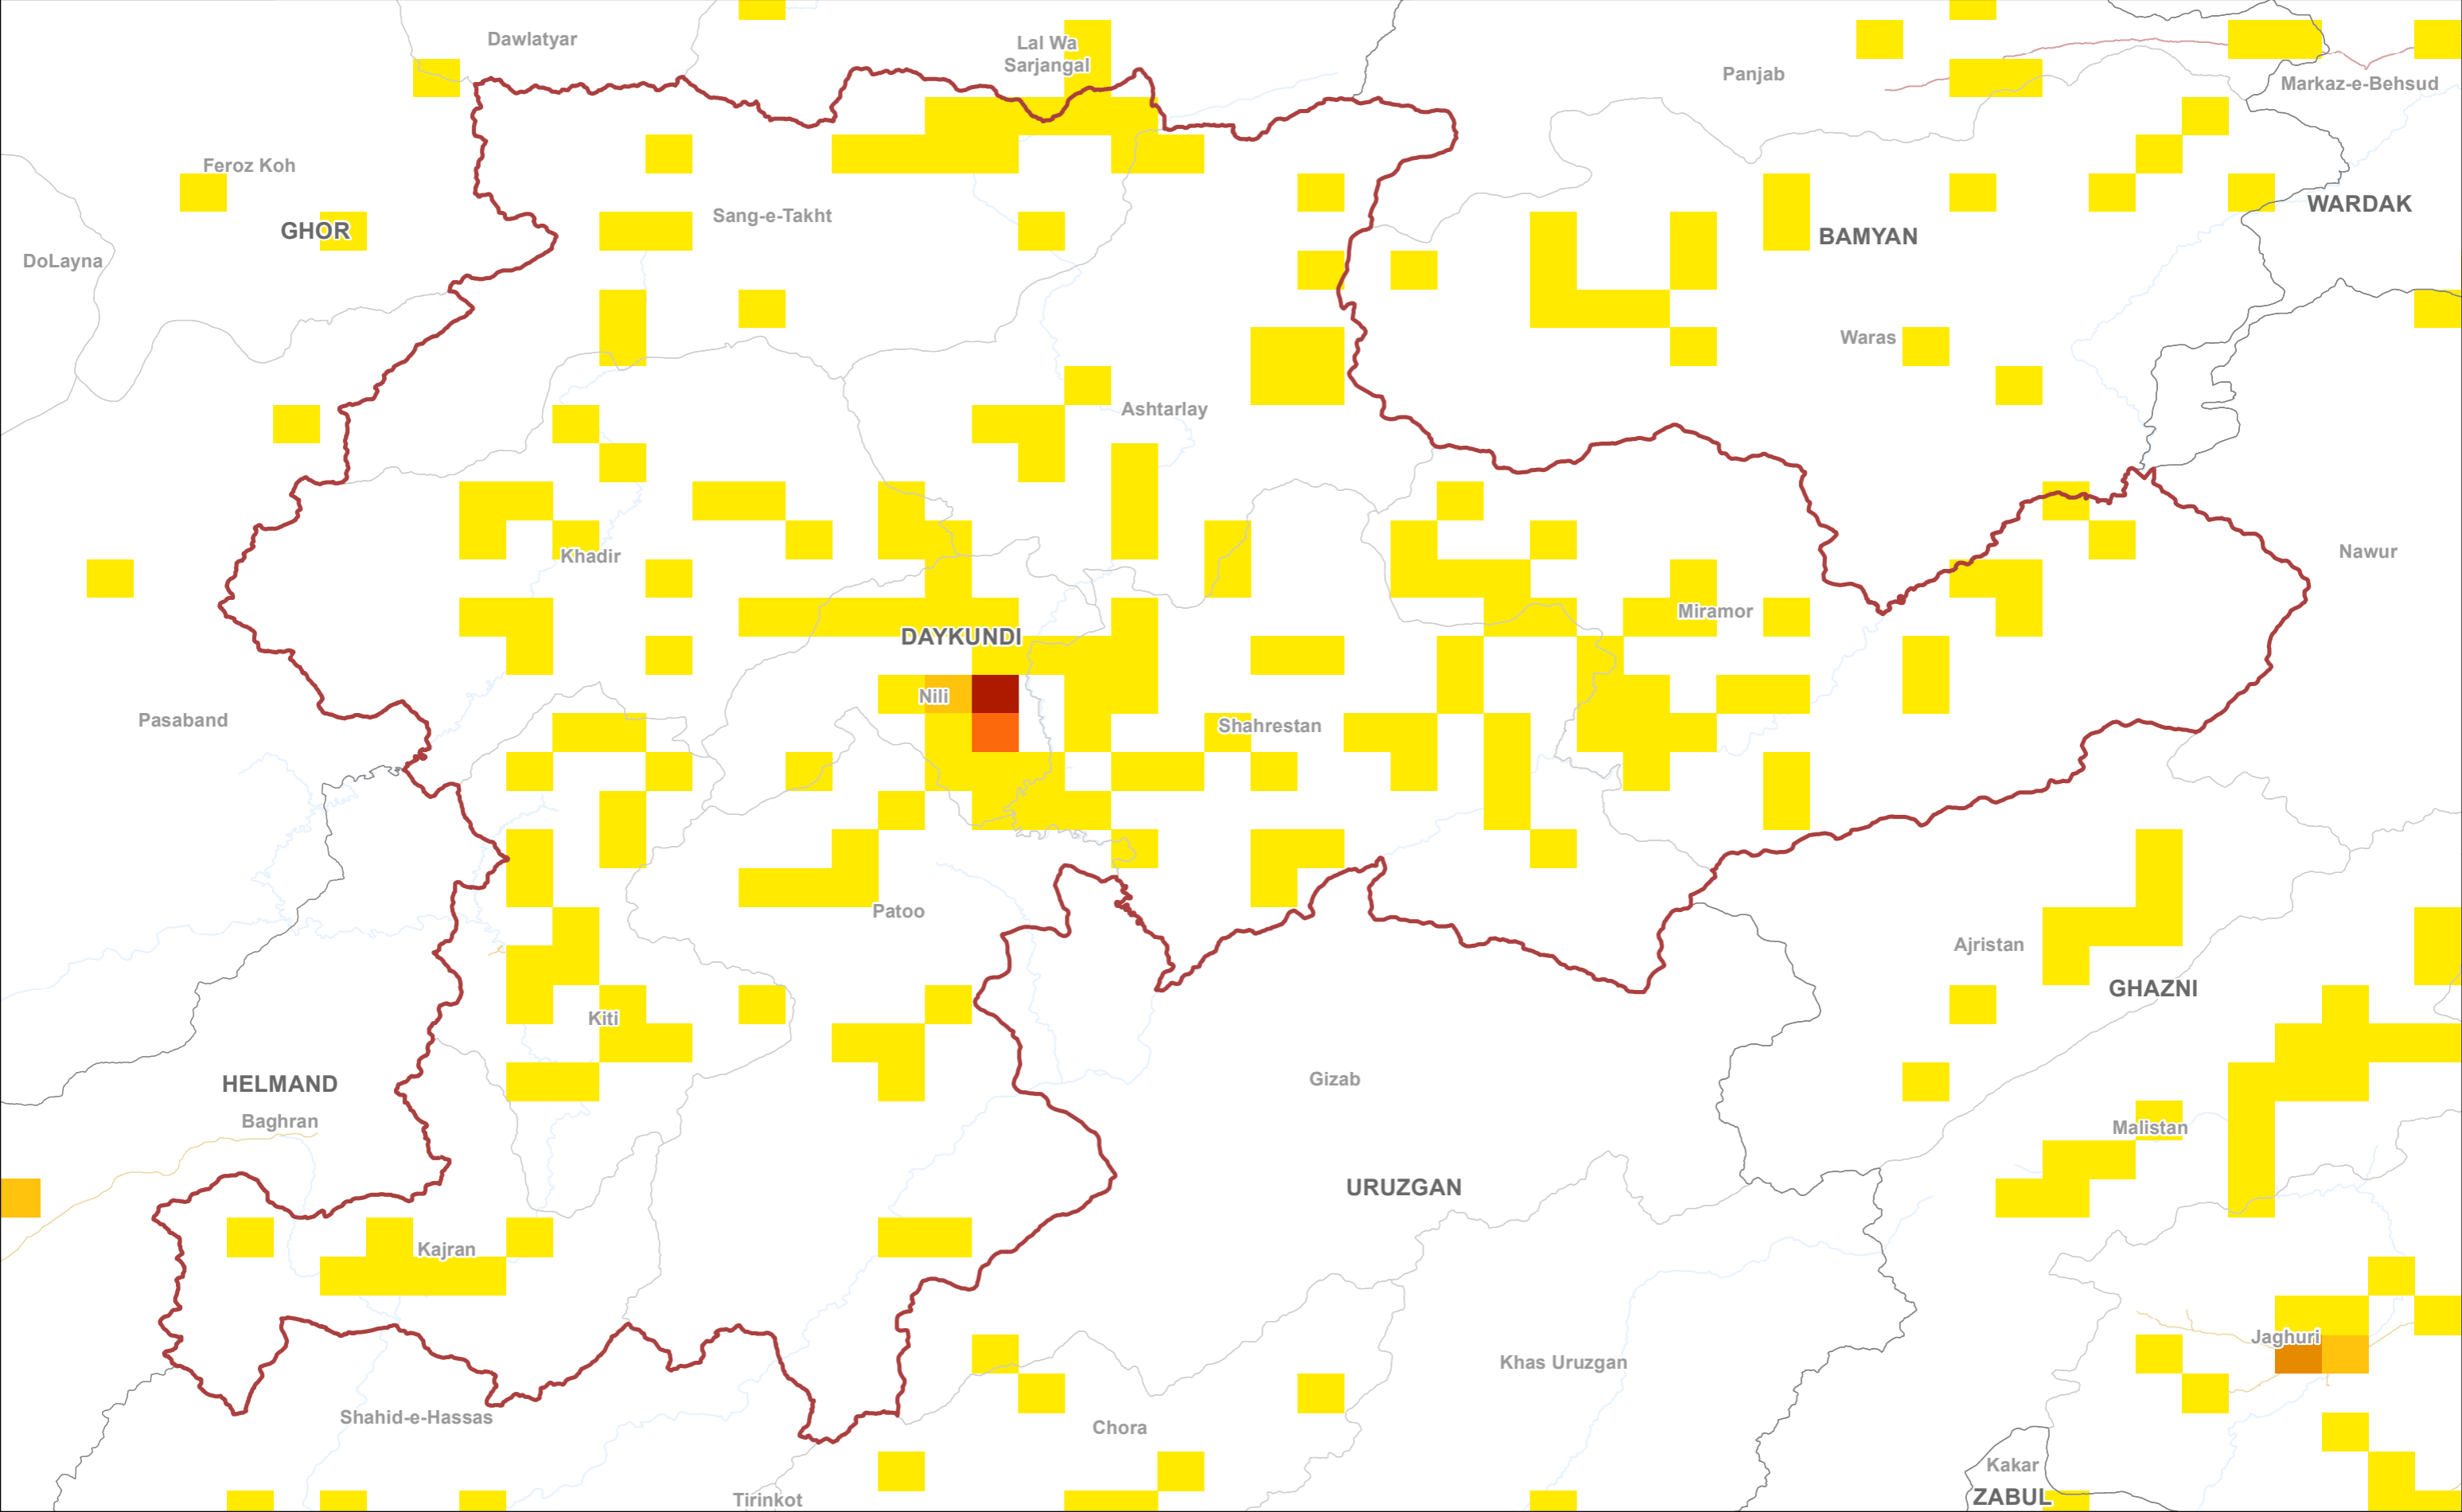 Dawlatyar
Lal Wa
Sarjangal
Panjab
Markaz-e-Behsud
Feroz Koh
WARDAK
Sang-e-Takht
GHOR
BAMYAN
DoLayna
Waras
Ashtarlay
Nawur
Khadir
Miramor
DAYKUNDI
Nili
Pasaband
Shahrestan
Patoo
Ajristan
GHAZNI
Kiti
Gizab
HELMAND
Baghran
Malistan
URUZGAN
Kajran
Jaghuri
Khas Uruzgan
Shahid-e-Hassas
Chora
Kakar
ZABUL
Tirinkot